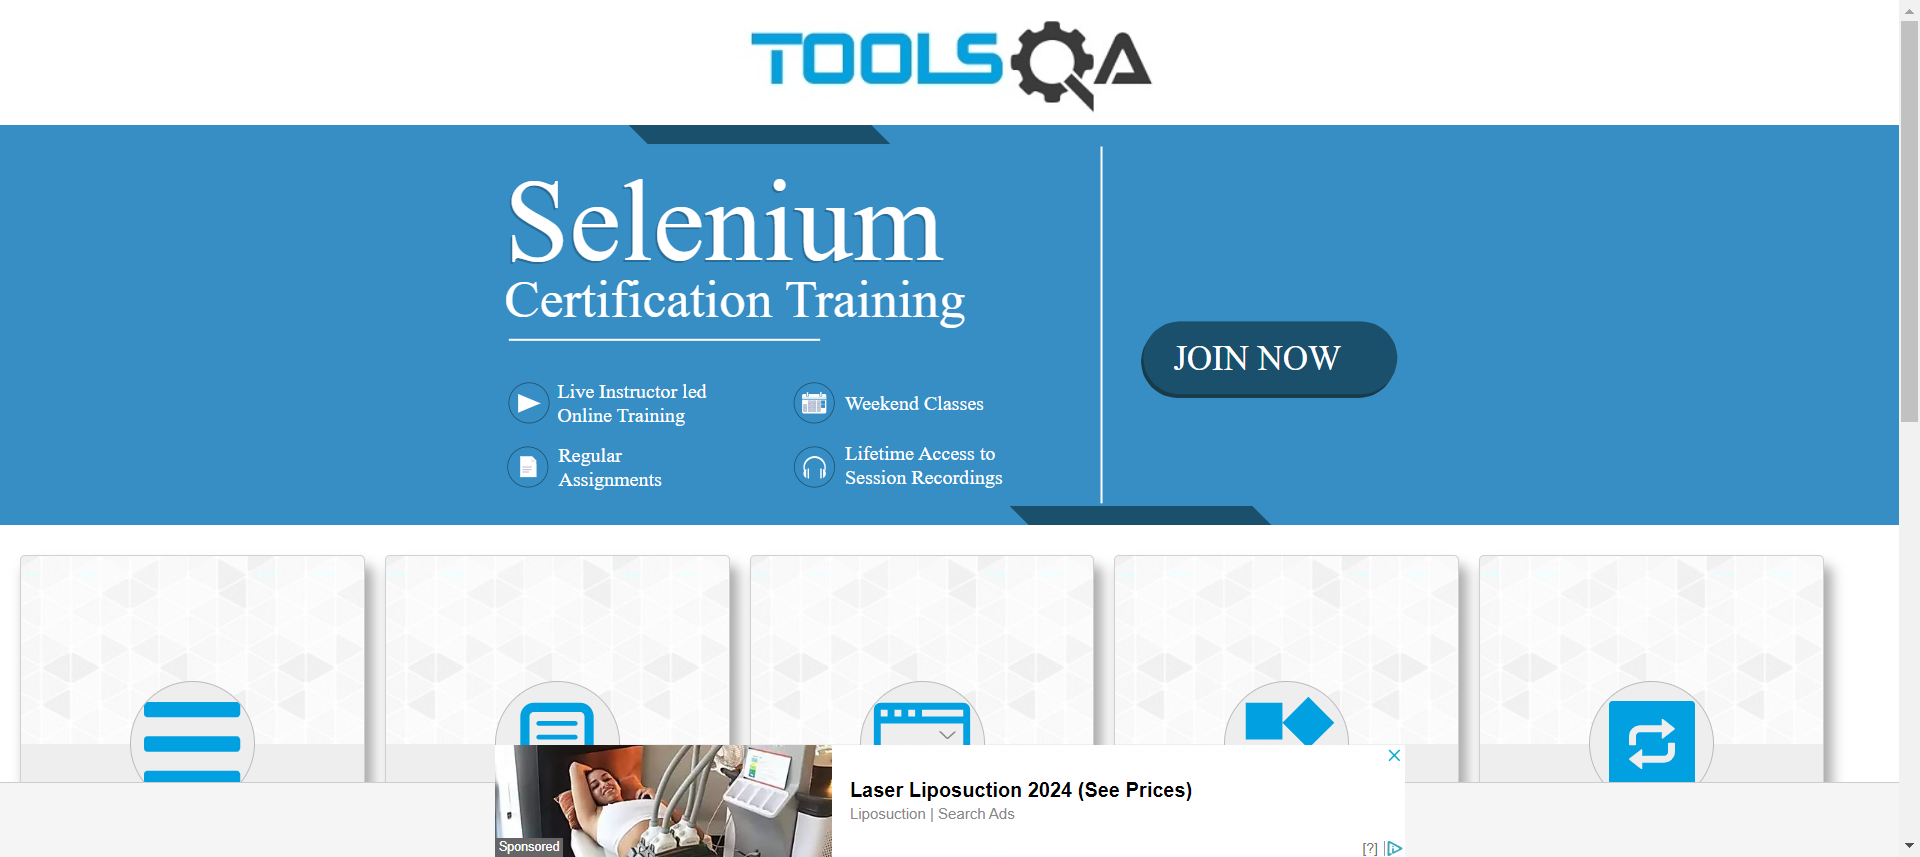 TOOLSQA
Selenium
Certification Training
JOIN NOW
Live Instructor led
Online Training
Weekend Classes
Regular
Assignments
Lifetime Access to
Session Recordings
Laser Liposuction 2024 (See Prices)
Liposuction | Search Ads
Sponsored
[?]